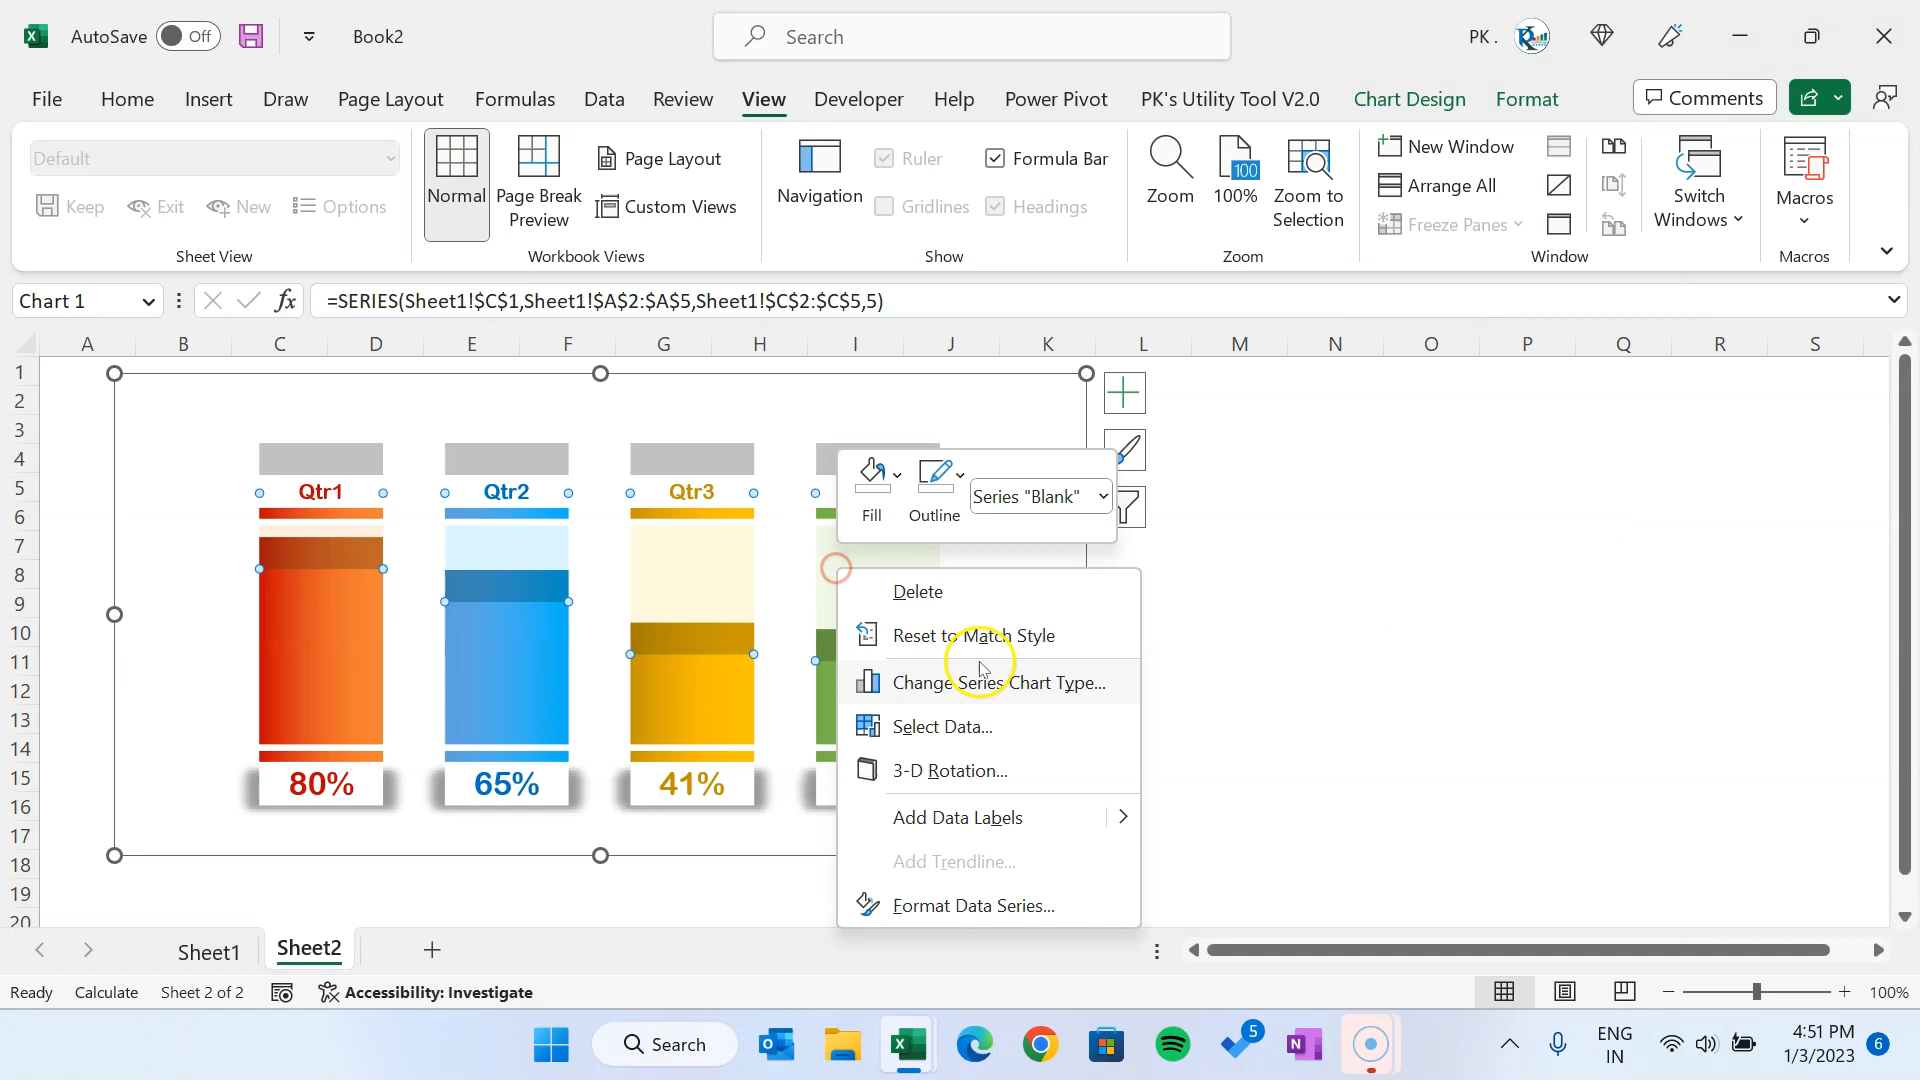 AutoSave Off Book2 Search PK .
File Home Insert Draw Page Layout Formulas Data Review View Developer Help Power Pivot PK's Utility Tool V2.0 Chart Design Format Comments
Default
Keep Exit New Options
Sheet View
Normal
Page Break Preview
Page Layout
Custom Views
Workbook Views
Navigation
Ruler Formula Bar
Gridlines Headings
Show
Zoom
100
100%
Zoom to Selection
Zoom
New Window
Arrange All
Freeze Panes
Switch Windows
Window
Macros
Macros
Chart 1 fx =SERIES(Sheet1!$C$1,Sheet1!$A$2:$A$5,Sheet1!$C$2:$C$5,5)
A B C D E F G H I J K L M N O P Q R S
1
2
3
4
5
6
7
8
9
10
11
12
13
14
15
16
17
18
19
20
Qtr1 Qtr2 Qtr3
80% 65% 41%
Fill Outline Series "Blank"
Delete
Reset to Match Style
Change Series Chart Type...
Select Data...
3-D Rotation...
Add Data Labels
Add Trendline...
Format Data Series...
Sheet1 Sheet2
Ready Calculate Sheet 2 of 2 Accessibility: Investigate 100%
Search 5 ENG IN 4:51 PM 1/3/2023 6